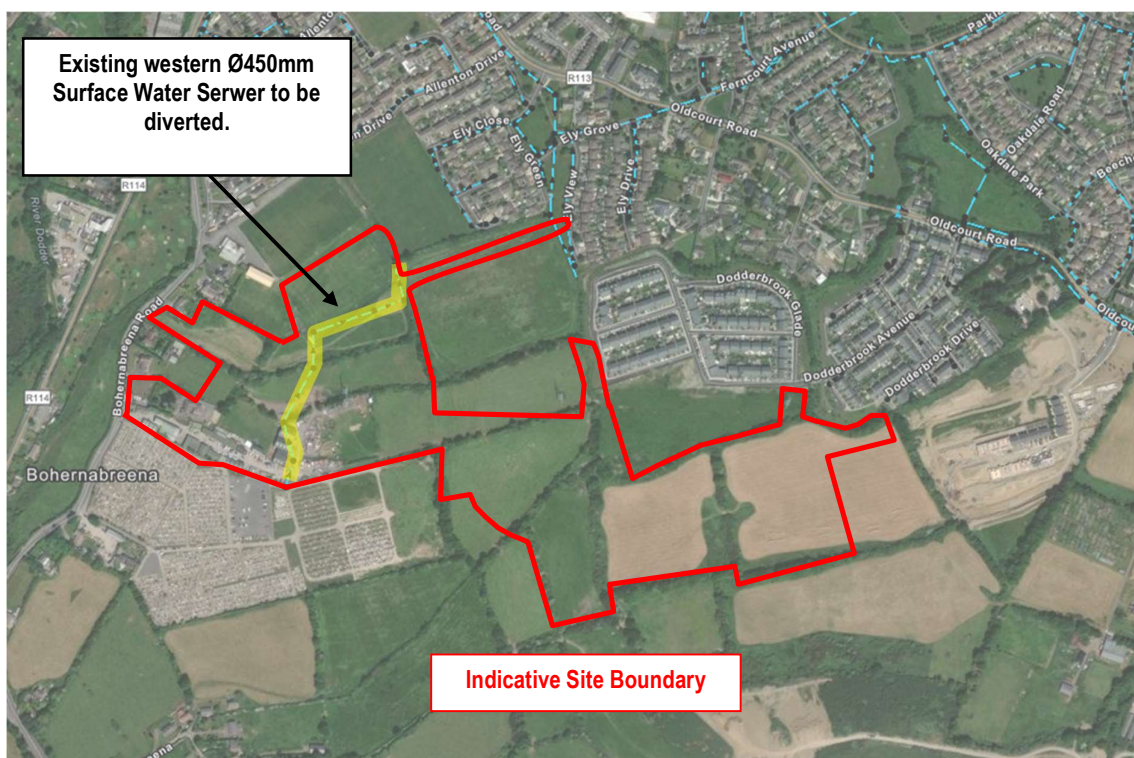 Existing western Ø450mm
Surface Water Serwer to be
diverted.
Allenton Drive
Road
R113
Ferncourt Avenue
Ely Close
Ely Green
Ely Grove
Oldcourt Road
Ely View
Ely Drive
Oakdale Road
Oakdale Park
Oldcourt Road
R114
River Dodder
Bohernabreena Road
R114
Dodderbrook Glade
Dodderbrook Avenue
Dodderbrook Drive
Bohernabreena
Indicative Site Boundary